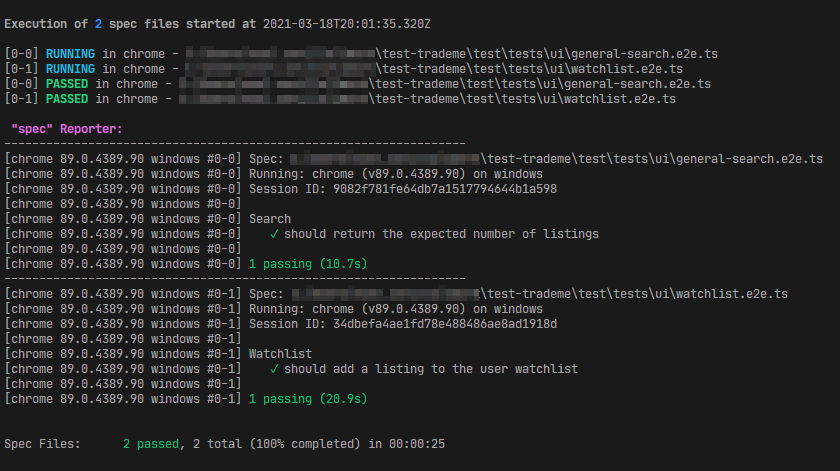 Execution of 2 spec files started at 2021-03-18T20:01:35.320Z
[0-0] RUNNING in chrome - \test-trademe\test\tests\ui\general-search.e2e.ts
[0-1] RUNNING in chrome - \test-trademe\test\tests\ui\watchlist.e2e.ts
[0-0] PASSED in chrome - \test-trademe\test\tests\ui\general-search.e2e.ts
[0-1] PASSED in chrome - \test-trademe\test\tests\ui\watchlist.e2e.ts
"spec" Reporter:
------------------------------------------------------------------
[chrome 89.0.4389.90 windows #0-0] Spec: \test-trademe\test\tests\ui\general-search.e2e.ts
[chrome 89.0.4389.90 windows #0-0] Running: chrome (v89.0.4389.90) on windows
[chrome 89.0.4389.90 windows #0-0] Session ID: 9082f781fe64db7a1517794644b1a598
[chrome 89.0.4389.90 windows #0-0]
[chrome 89.0.4389.90 windows #0-0] Search
[chrome 89.0.4389.90 windows #0-0] ✓ should return the expected number of listings
[chrome 89.0.4389.90 windows #0-0]
[chrome 89.0.4389.90 windows #0-0] 1 passing (10.7s)
------------------------------------------------------------------
[chrome 89.0.4389.90 windows #0-1] Spec: \test-trademe\test\tests\ui\watchlist.e2e.ts
[chrome 89.0.4389.90 windows #0-1] Running: chrome (v89.0.4389.90) on windows
[chrome 89.0.4389.90 windows #0-1] Session ID: 34dbefa4ae1fd78e488486ae8ad1918d
[chrome 89.0.4389.90 windows #0-1]
[chrome 89.0.4389.90 windows #0-1] Watchlist
[chrome 89.0.4389.90 windows #0-1] ✓ should add a listing to the user watchlist
[chrome 89.0.4389.90 windows #0-1]
[chrome 89.0.4389.90 windows #0-1] 1 passing (20.9s)
Spec Files: 2 passed, 2 total (100% completed) in 00:00:25